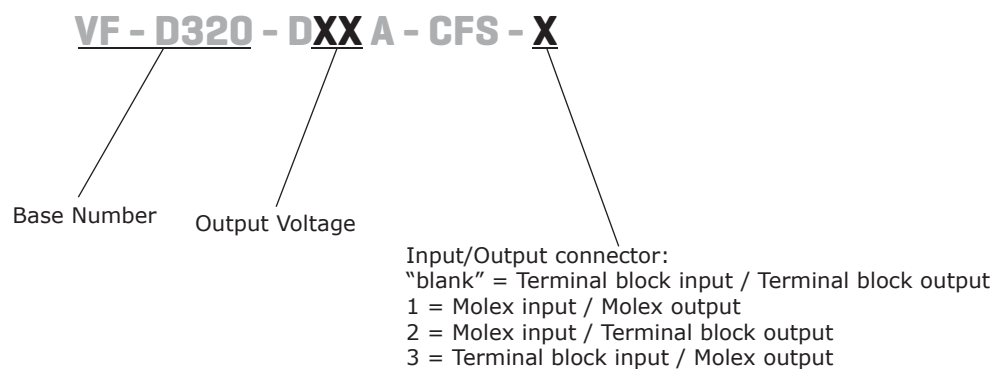 VF - D320 - DXX A - CFS - X
Base Number
Output Voltage
Input/Output connector:
“blank” = Terminal block input / Terminal block output
1 = Molex input / Molex output
2 = Molex input / Terminal block output
3 = Terminal block input / Molex output